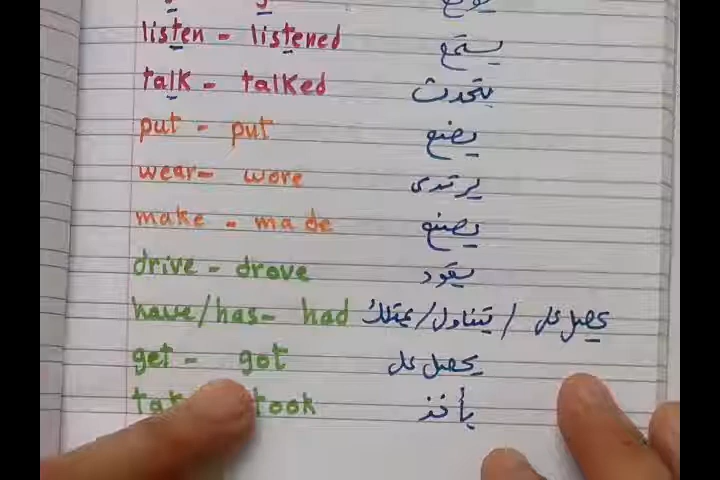 listen - listened يستمع
talk - talked يتحدث
put - put يضع
wear - wore يرتدى
make - made يصنع
drive - drove يقود
have/has - had يحصل على / يتناول / يمتلك
get - got يحصل على
took يأخذ